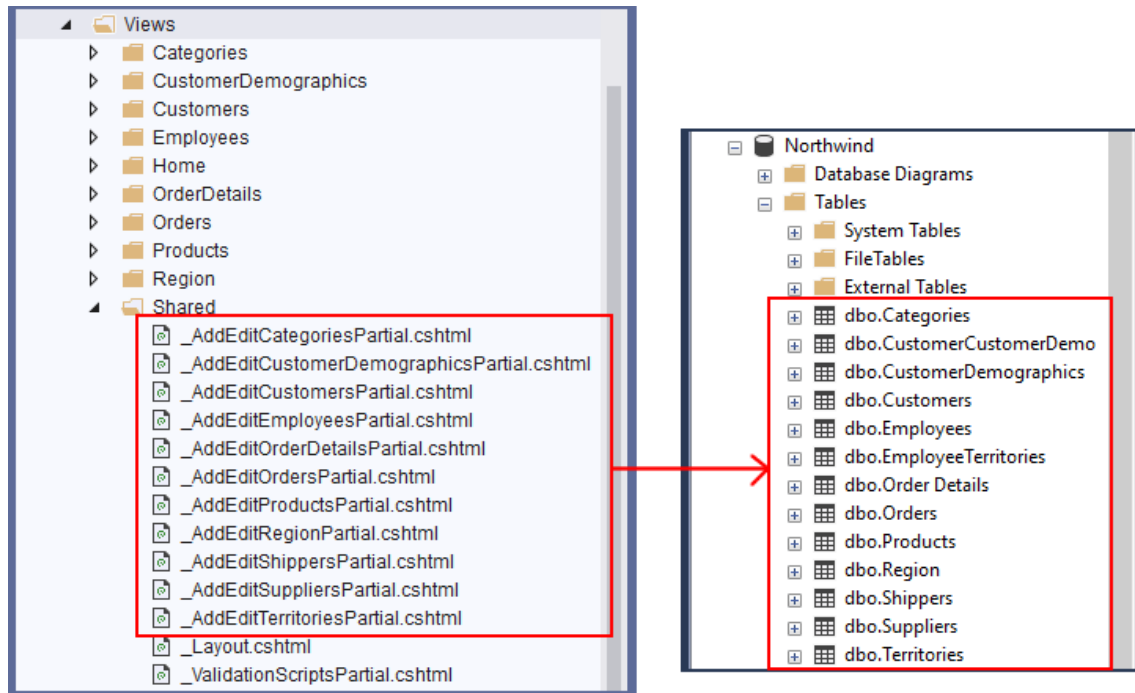 Views
Categories
CustomerDemographics
Customers
Employees
Home
OrderDetails
Orders
Products
Region
Shared
_AddEditCategoriesPartial.cshtml
_AddEditCustomerDemographicsPartial.cshtml
_AddEditCustomersPartial.cshtml
_AddEditEmployeesPartial.cshtml
_AddEditOrderDetailsPartial.cshtml
_AddEditOrdersPartial.cshtml
_AddEditProductsPartial.cshtml
_AddEditRegionPartial.cshtml
_AddEditShippersPartial.cshtml
_AddEditSuppliersPartial.cshtml
_AddEditTerritoriesPartial.cshtml
_Layout.cshtml
_ValidationScriptsPartial.cshtml
Northwind
Database Diagrams
Tables
System Tables
FileTables
External Tables
dbo.Categories
dbo.CustomerCustomerDemo
dbo.CustomerDemographics
dbo.Customers
dbo.Employees
dbo.EmployeeTerritories
dbo.Order Details
dbo.Orders
dbo.Products
dbo.Region
dbo.Shippers
dbo.Suppliers
dbo.Territories